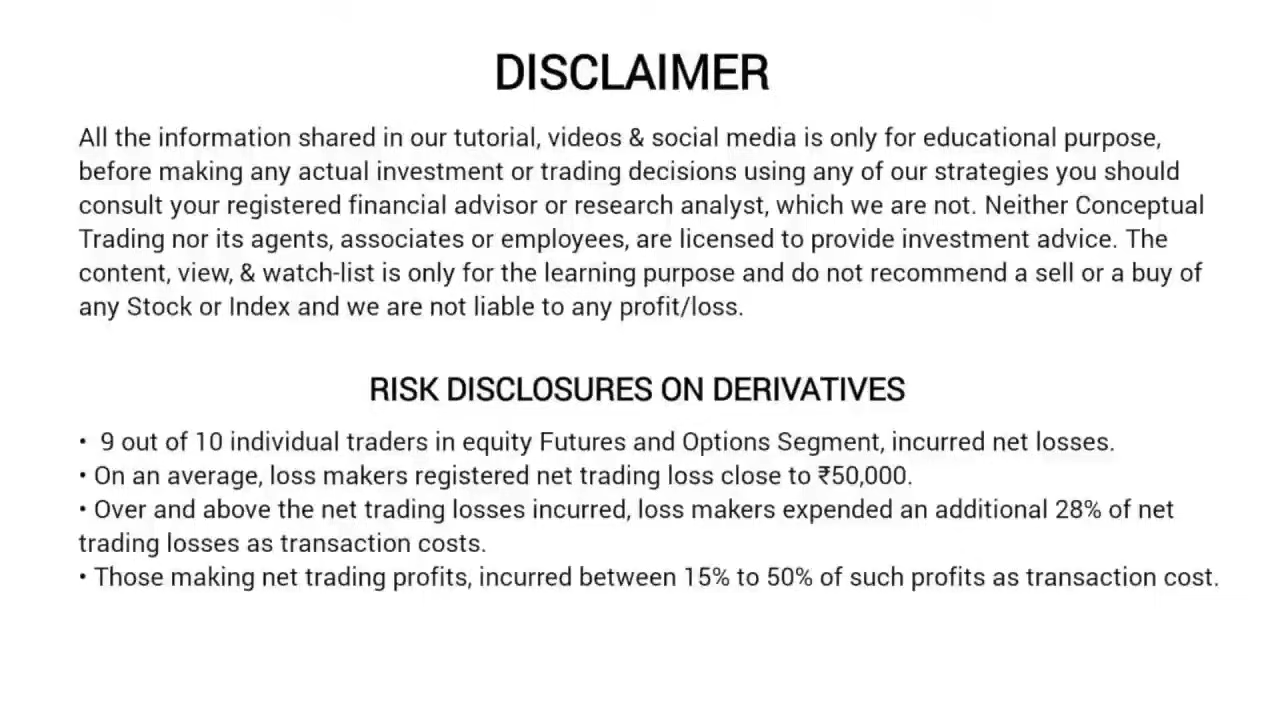 DISCLAIMER
All the information shared in our tutorial, videos & social media is only for educational purpose,
before making any actual investment or trading decisions using any of our strategies you should
consult your registered financial advisor or research analyst, which we are not. Neither Conceptual
Trading nor its agents, associates or employees, are licensed to provide investment advice. The
content, view, & watch-list is only for the learning purpose and do not recommend a sell or a buy of
any Stock or Index and we are not liable to any profit/loss.
RISK DISCLOSURES ON DERIVATIVES
• 9 out of 10 individual traders in equity Futures and Options Segment, incurred net losses.
• On an average, loss makers registered net trading loss close to ₹50,000.
• Over and above the net trading losses incurred, loss makers expended an additional 28% of net
trading losses as transaction costs.
• Those making net trading profits, incurred between 15% to 50% of such profits as transaction cost.